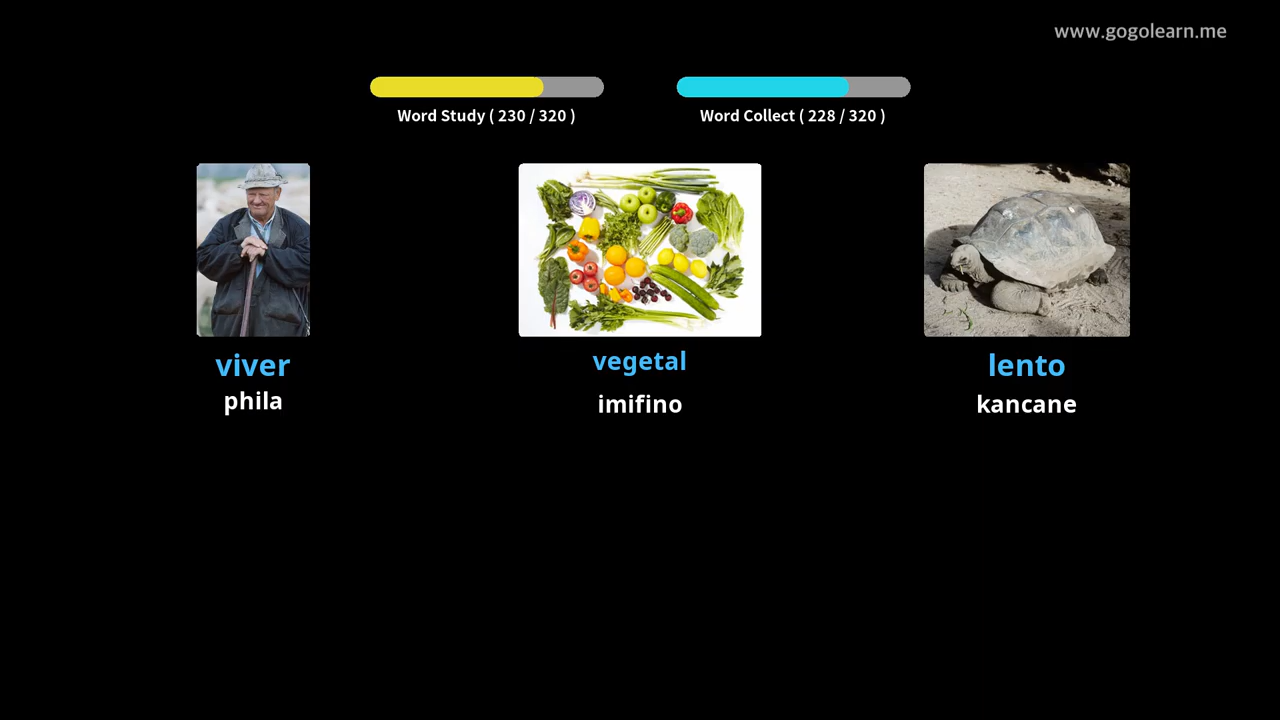 www.gogolearn.me
Word Study ( 230 / 320 )
Word Collect ( 228 / 320 )
viver
phila
vegetal
imifino
lento
kancane